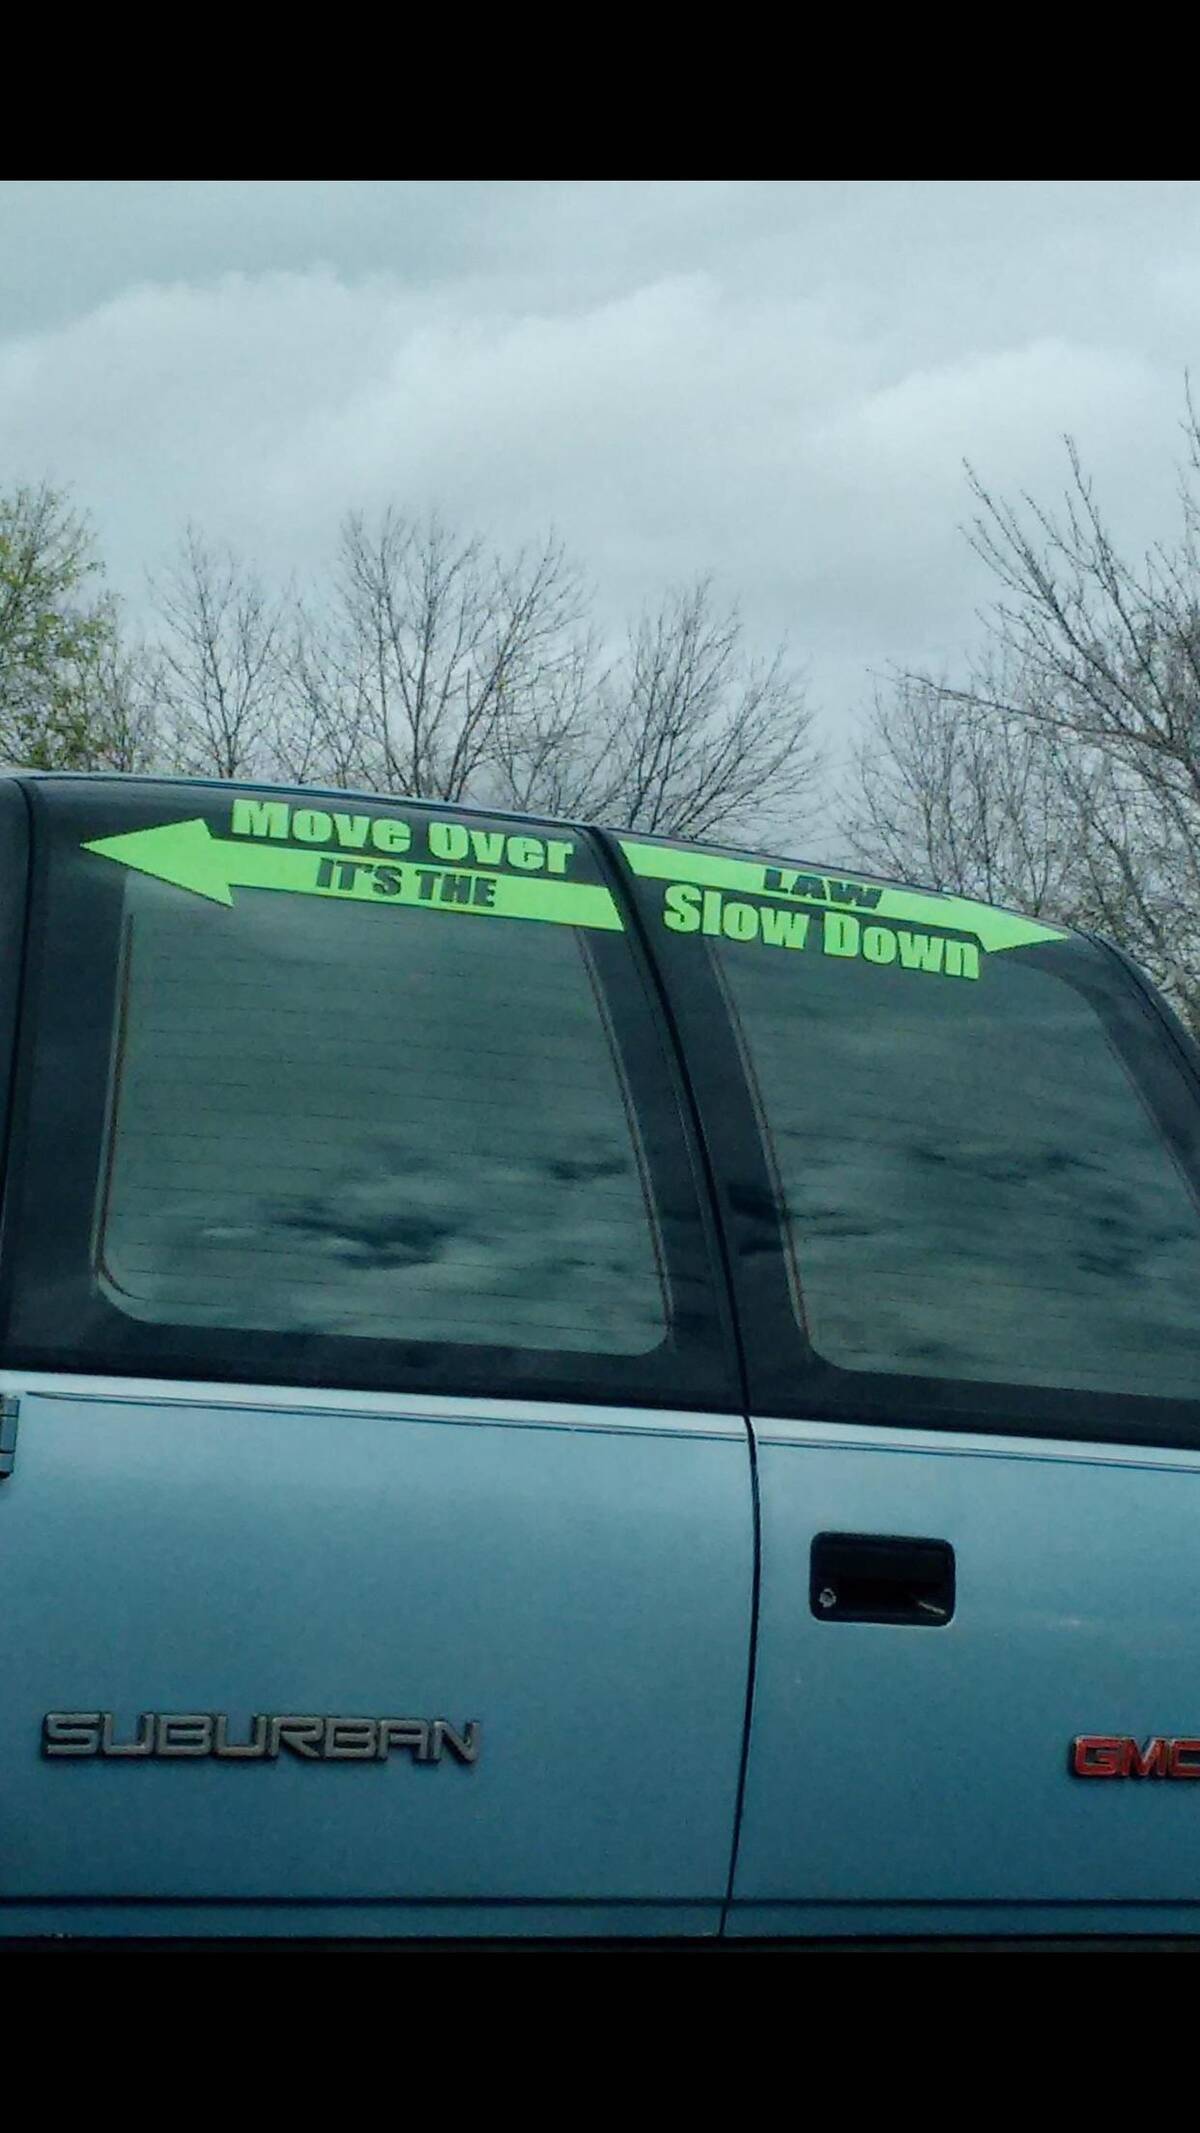 Move Over
IT'S THE
LAW
Slow Down
SUBURBAN
GMC